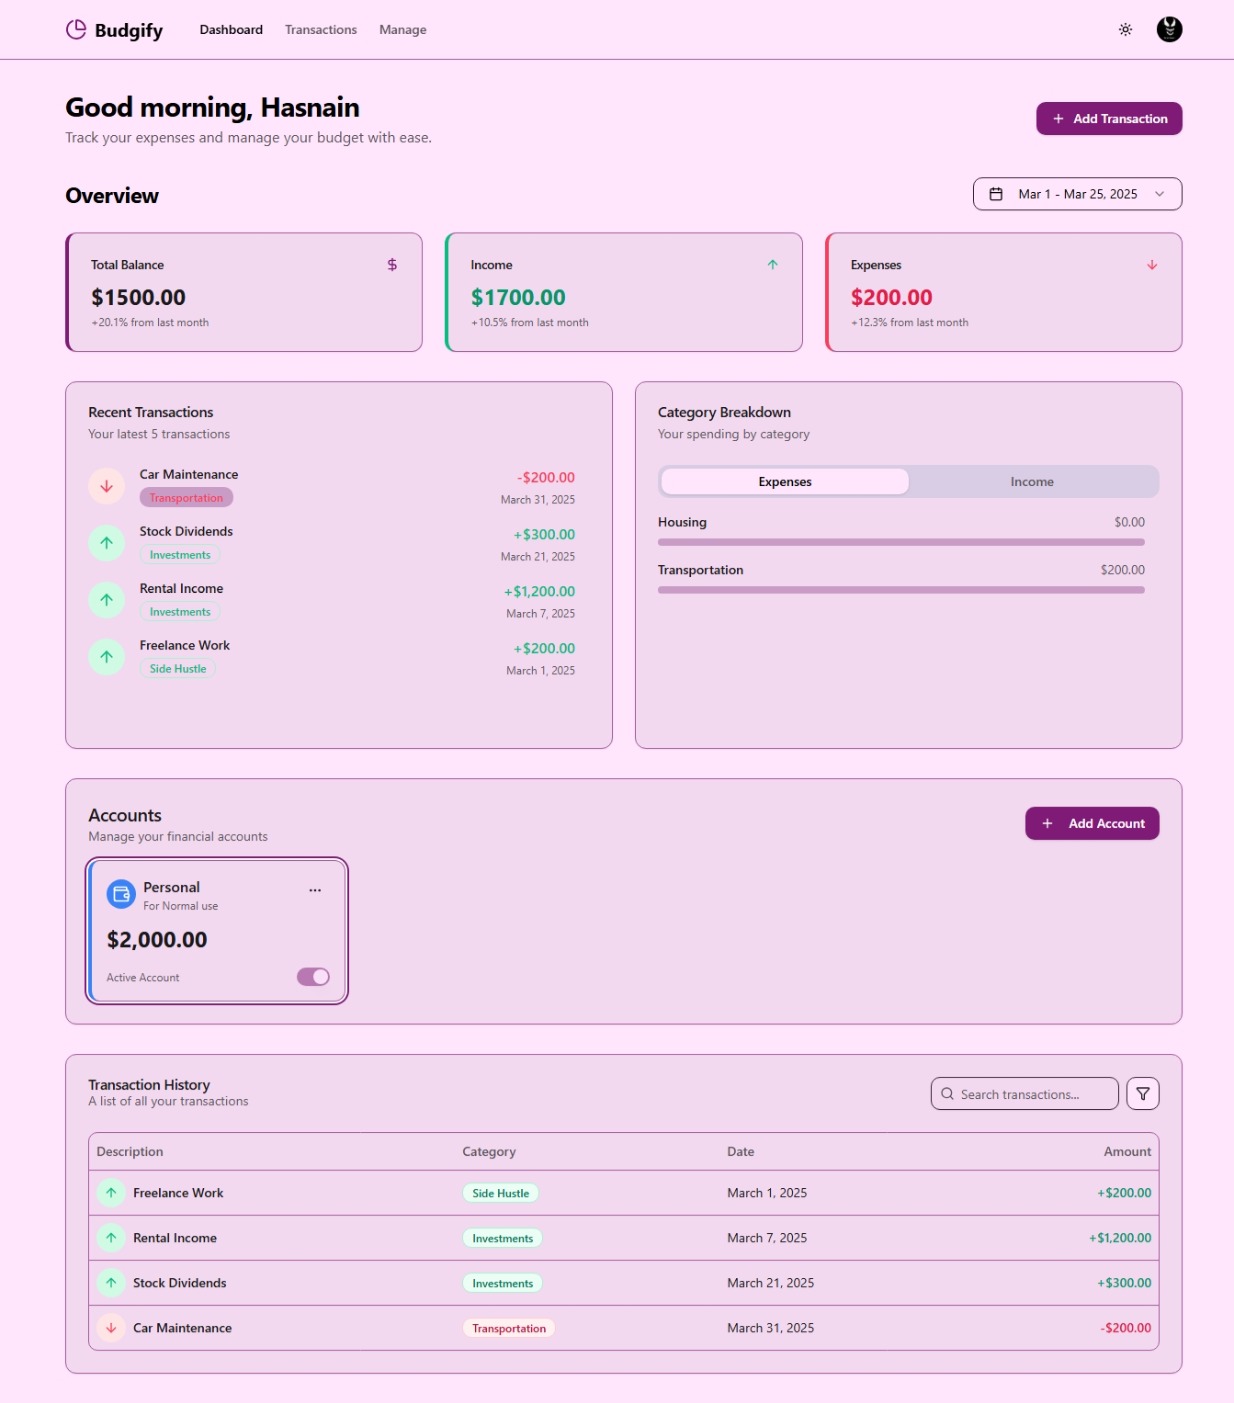 Budgify Dashboard Transactions Manage
Good morning, Hasnain
Track your expenses and manage your budget with ease.
+ Add Transaction
Overview
Mar 1 - Mar 25, 2025
Total Balance $
$1500.00
+20.1% from last month
Income
$1700.00
+10.5% from last month
Expenses
$200.00
+12.3% from last month
Recent Transactions
Your latest 5 transactions
Car Maintenance
Transportation
-$200.00
March 31, 2025
Stock Dividends
Investments
+$300.00
March 21, 2025
Rental Income
Investments
+$1,200.00
March 7, 2025
Freelance Work
Side Hustle
+$200.00
March 1, 2025
Category Breakdown
Your spending by category
Expenses Income
Housing $0.00
Transportation $200.00
Accounts
Manage your financial accounts
+ Add Account
Personal ...
For Normal use
$2,000.00
Active Account
Transaction History
A list of all your transactions
Search transactions...
Description Category Date Amount
Freelance Work Side Hustle March 1, 2025 +$200.00
Rental Income Investments March 7, 2025 +$1,200.00
Stock Dividends Investments March 21, 2025 +$300.00
Car Maintenance Transportation March 31, 2025 -$200.00